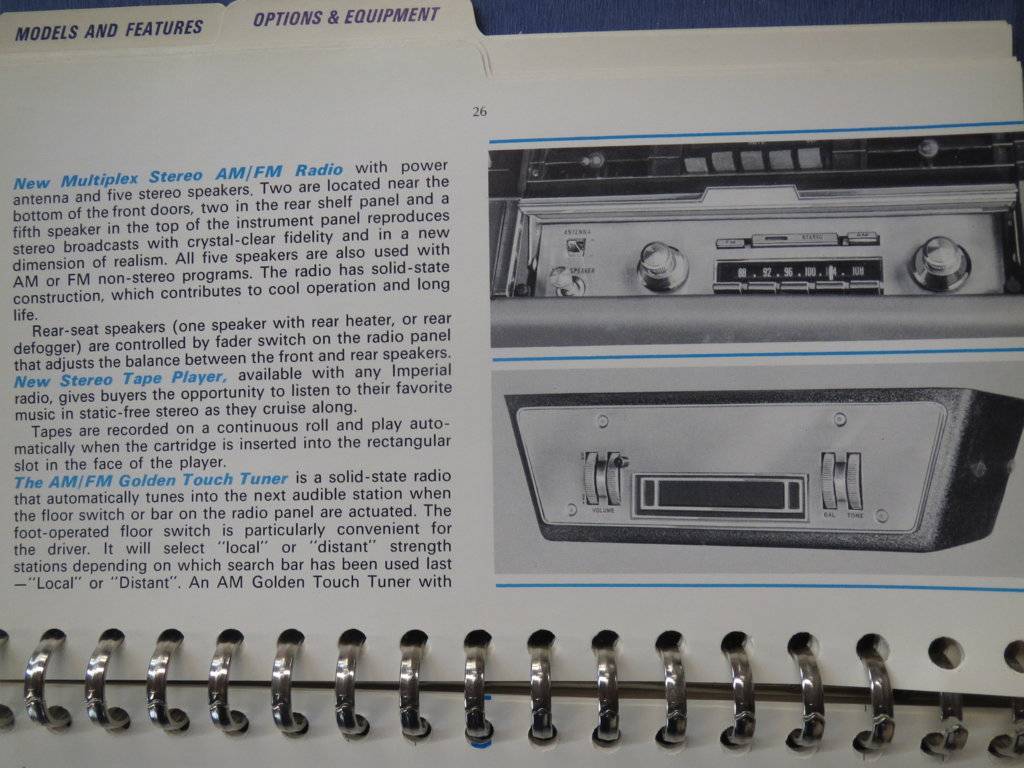 MODELS AND FEATURES
OPTIONS & EQUIPMENT
26
New Multiplex Stereo AM/FM Radio with power
antenna and five stereo speakers. Two are located near the
bottom of the front doors, two in the rear shelf panel and a
fifth speaker in the top of the instrument panel reproduces
stereo broadcasts with crystal-clear fidelity and in a new
dimension of realism. All five speakers are also used with
AM or FM non-stereo programs. The radio has solid-state
construction, which contributes to cool operation and long
life.
Rear-seat speakers (one speaker with rear heater, or rear
defogger) are controlled by fader switch on the radio panel
that adjusts the balance between the front and rear speakers.
New Stereo Tape Player, available with any Imperial
radio, gives buyers the opportunity to listen to their favorite
music in static-free stereo as they cruise along.
Tapes are recorded on a continuous roll and play auto-
matically when the cartridge is inserted into the rectangular
slot in the face of the player.
The AM/FM Golden Touch Tuner is a solid-state radio
that automatically tunes into the next audible station when
the floor switch or bar on the radio panel are actuated. The
foot-operated floor switch is particularly convenient for
the driver. It will select "local" or "distant" strength
stations depending on which search bar has been used last
—"Local" or "Distant". An AM Golden Touch Tuner with
ANTENNA
SPEAKER
STEREO
88 . 92 . 96 . 100 . 104 . 108
VOLUME
BAL TONE